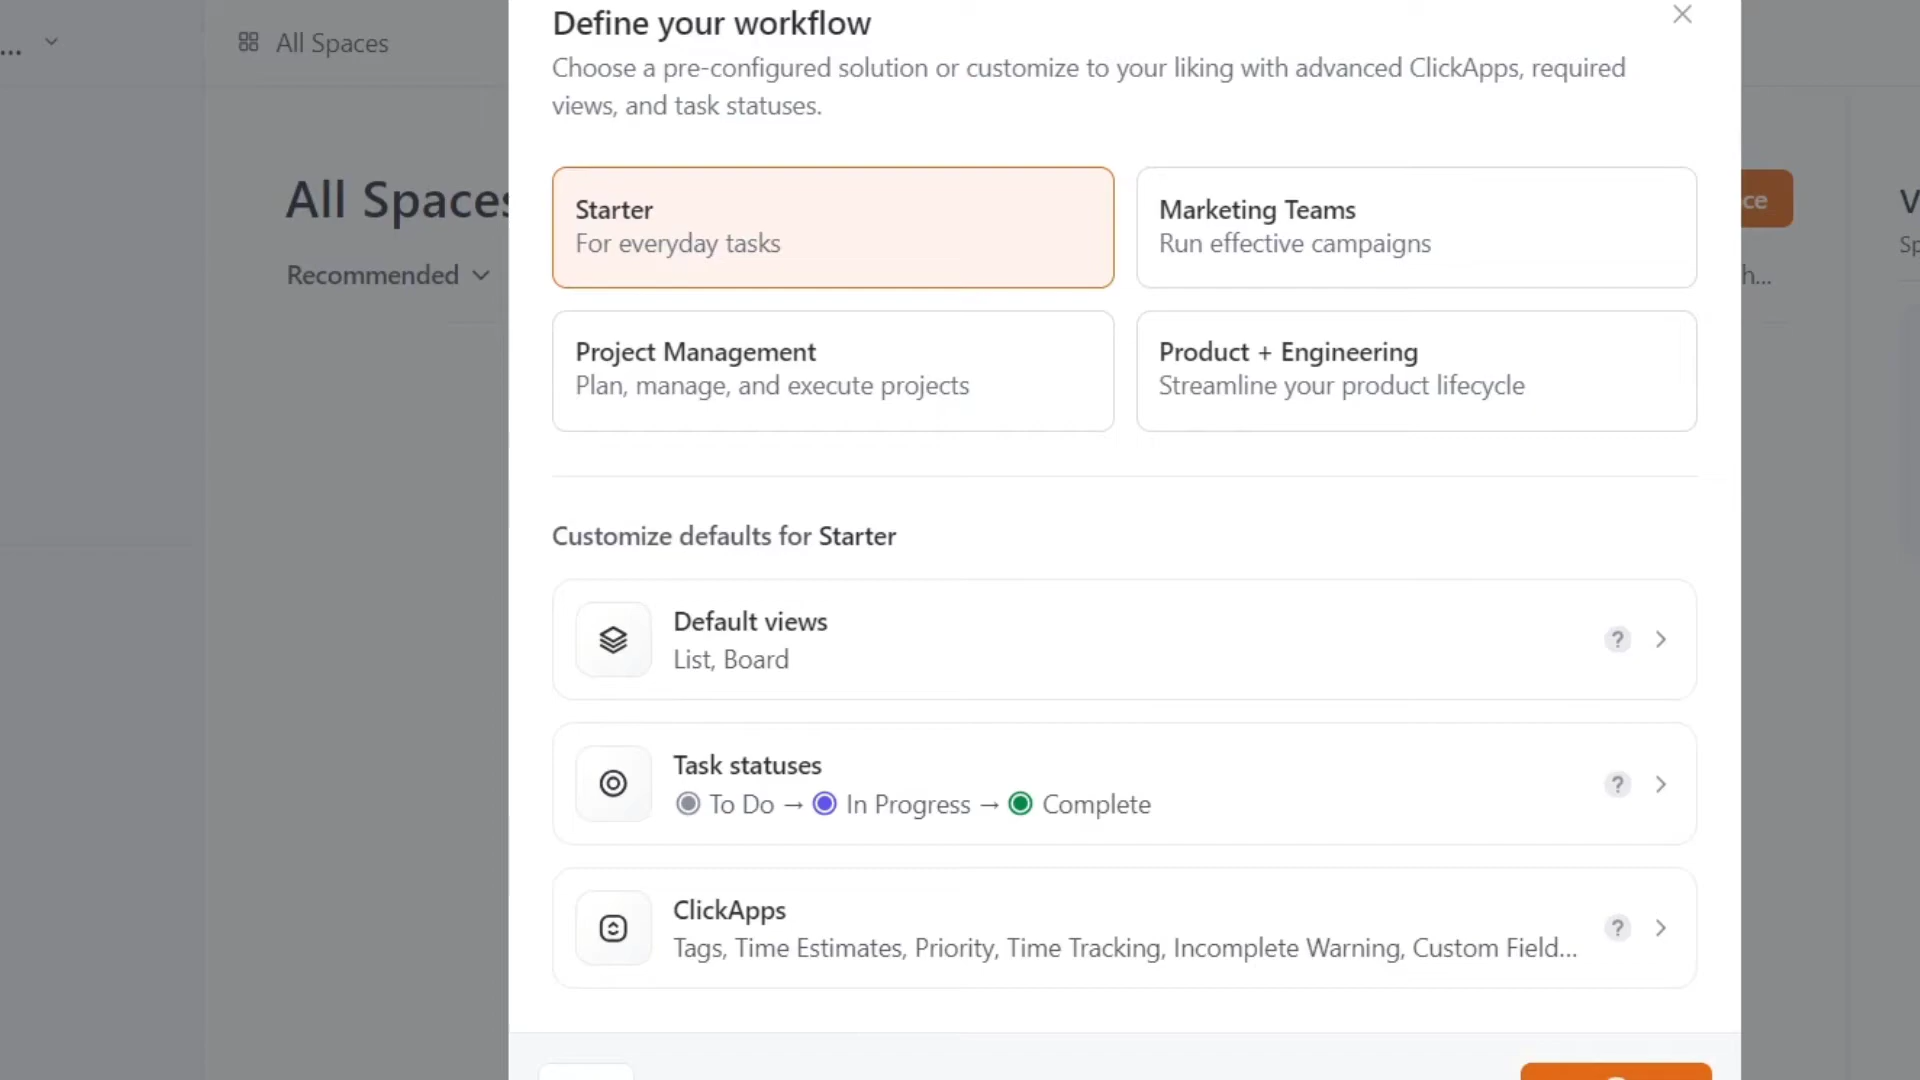 ...
All Spaces
Define your workflow
Choose a pre-configured solution or customize to your liking with advanced ClickApps, required
views, and task statuses.
All Spaces
Recommended
Starter
For everyday tasks
Marketing Teams
Run effective campaigns
Project Management
Plan, manage, and execute projects
Product + Engineering
Streamline your product lifecycle
ce
h...
V
Sp
Customize defaults for Starter
Default views
List, Board
?
Task statuses
To Do → In Progress → Complete
?
ClickApps
Tags, Time Estimates, Priority, Time Tracking, Incomplete Warning, Custom Field...
?